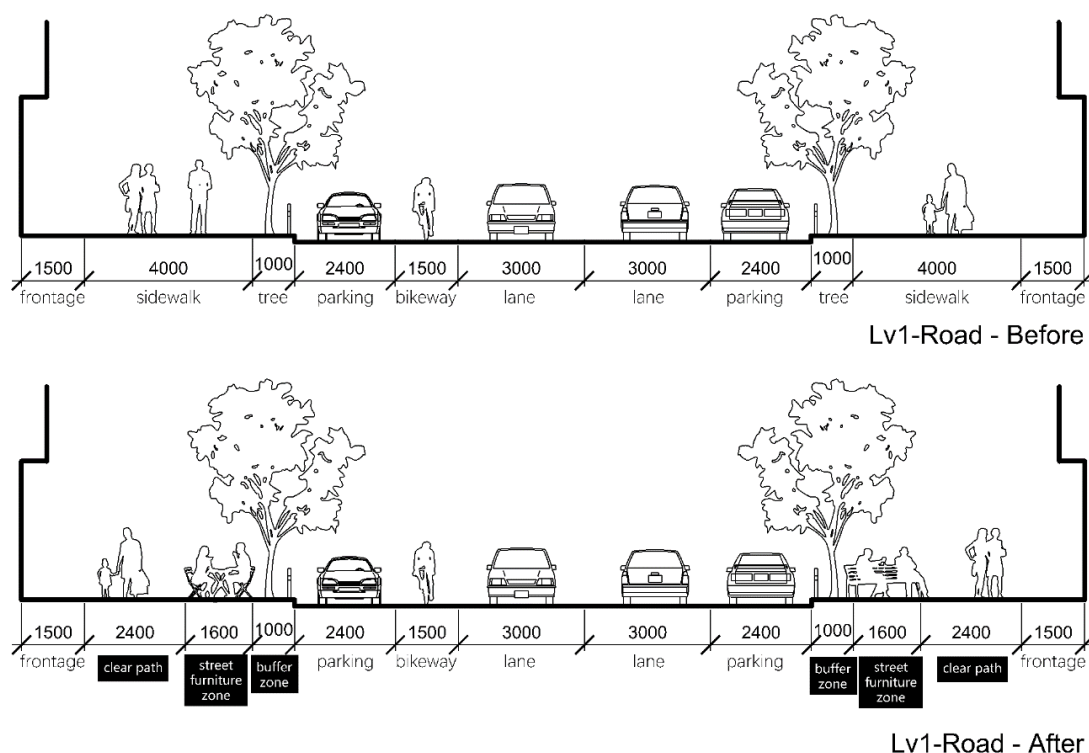 1500 4000 1000 2400 1500 3000 3000 2400 1000 4000 1500
frontage sidewalk tree parking bikeway lane lane parking tree sidewalk frontage
Lv1-Road - Before
1500 2400 1600 1000 2400 1500 3000 3000 2400 1000 1600 2400 1500
frontage clear path street furniture zone buffer zone parking bikeway lane lane parking buffer zone street furniture zone clear path frontage
Lv1-Road - After